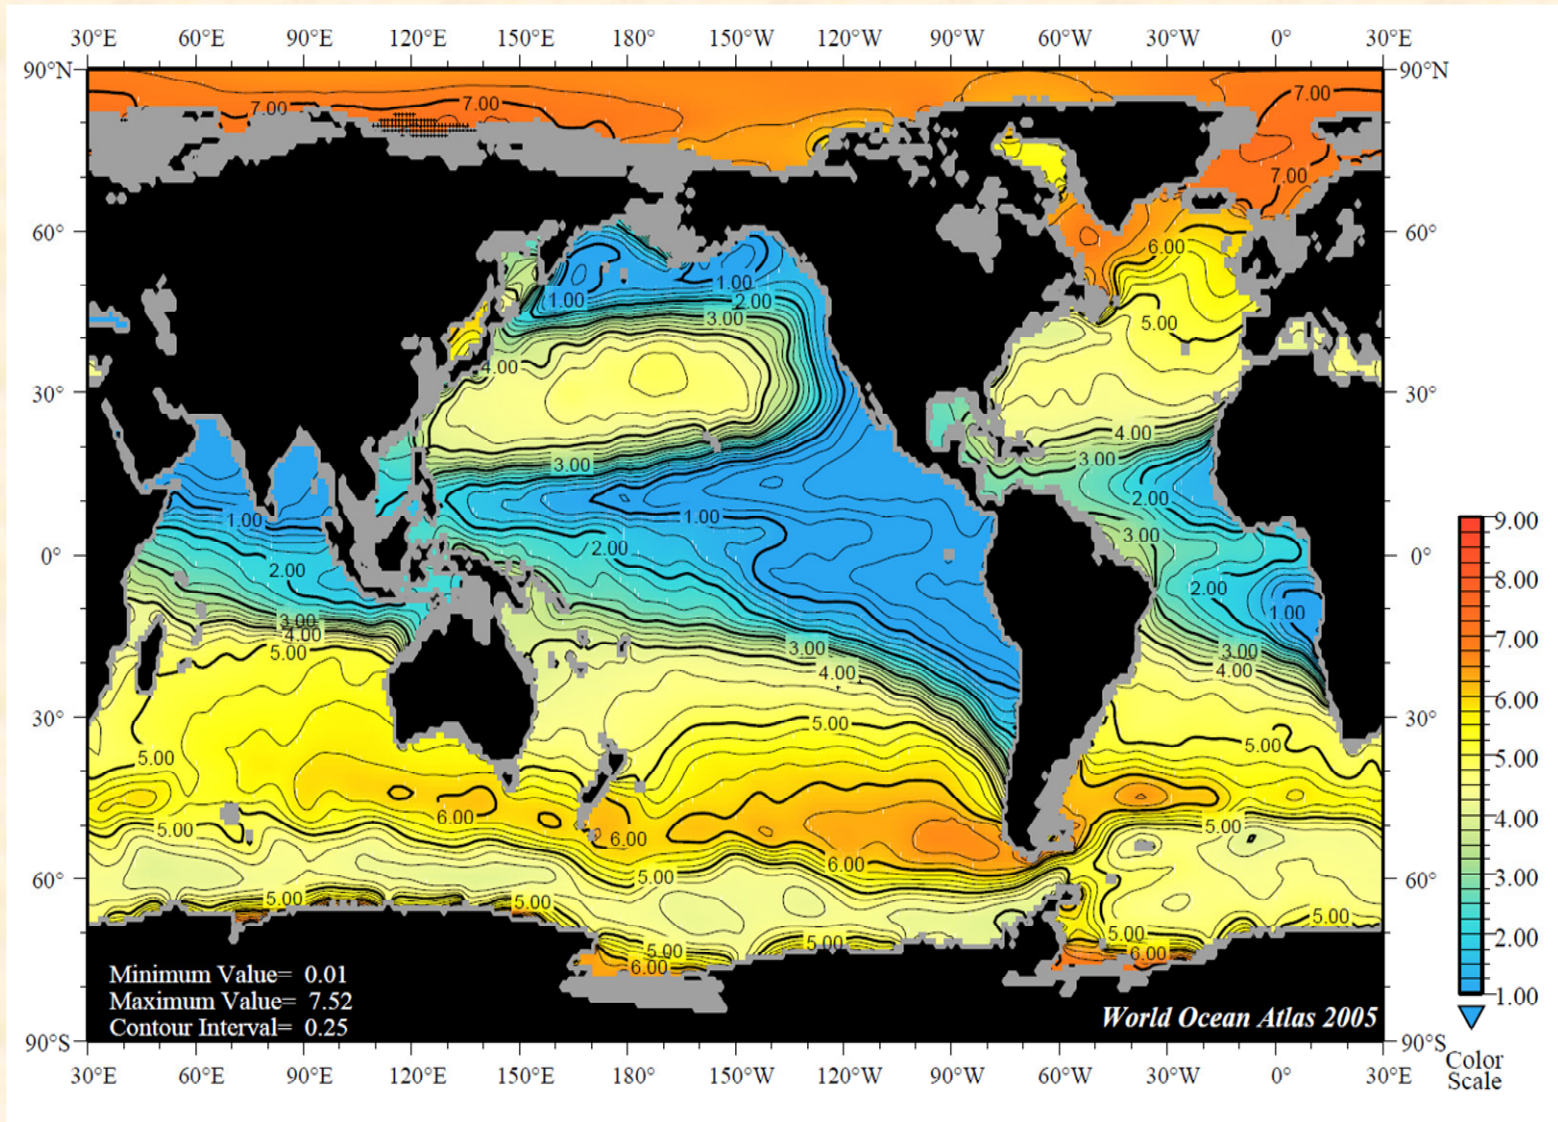 30°E 60°E 90°E 120°E 150°E 180° 150°W 120°W 90°W 60°W 30°W 0° 30°E
90°N 90°N
7.00 7.00 7.00
7.00
60° 60°
6.00
1.00
1.00 2.00
3.00 5.00
4.00
30° 30°
4.00
3.00 3.00
2.00
1.00 1.00
3.00
2.00
0° 0°
2.00 2.00
1.00
3.00
4.00 3.00 3.00
5.00 4.00 4.00
30° 30°
5.00 5.00
5.00
6.00
5.00 6.00 5.00
6.00
60° 5.00 60°
5.00 5.00 5.00
5.00
5.00 5.00 6.00
6.00
Minimum Value= 0.01
Maximum Value= 7.52
Contour Interval= 0.25
World Ocean Atlas 2005
90°S 90°S
30°E 60°E 90°E 120°E 150°E 180° 150°W 120°W 90°W 60°W 30°W 0° 30°E
9.00
8.00
7.00
6.00
5.00
4.00
3.00
2.00
1.00
Color
Scale